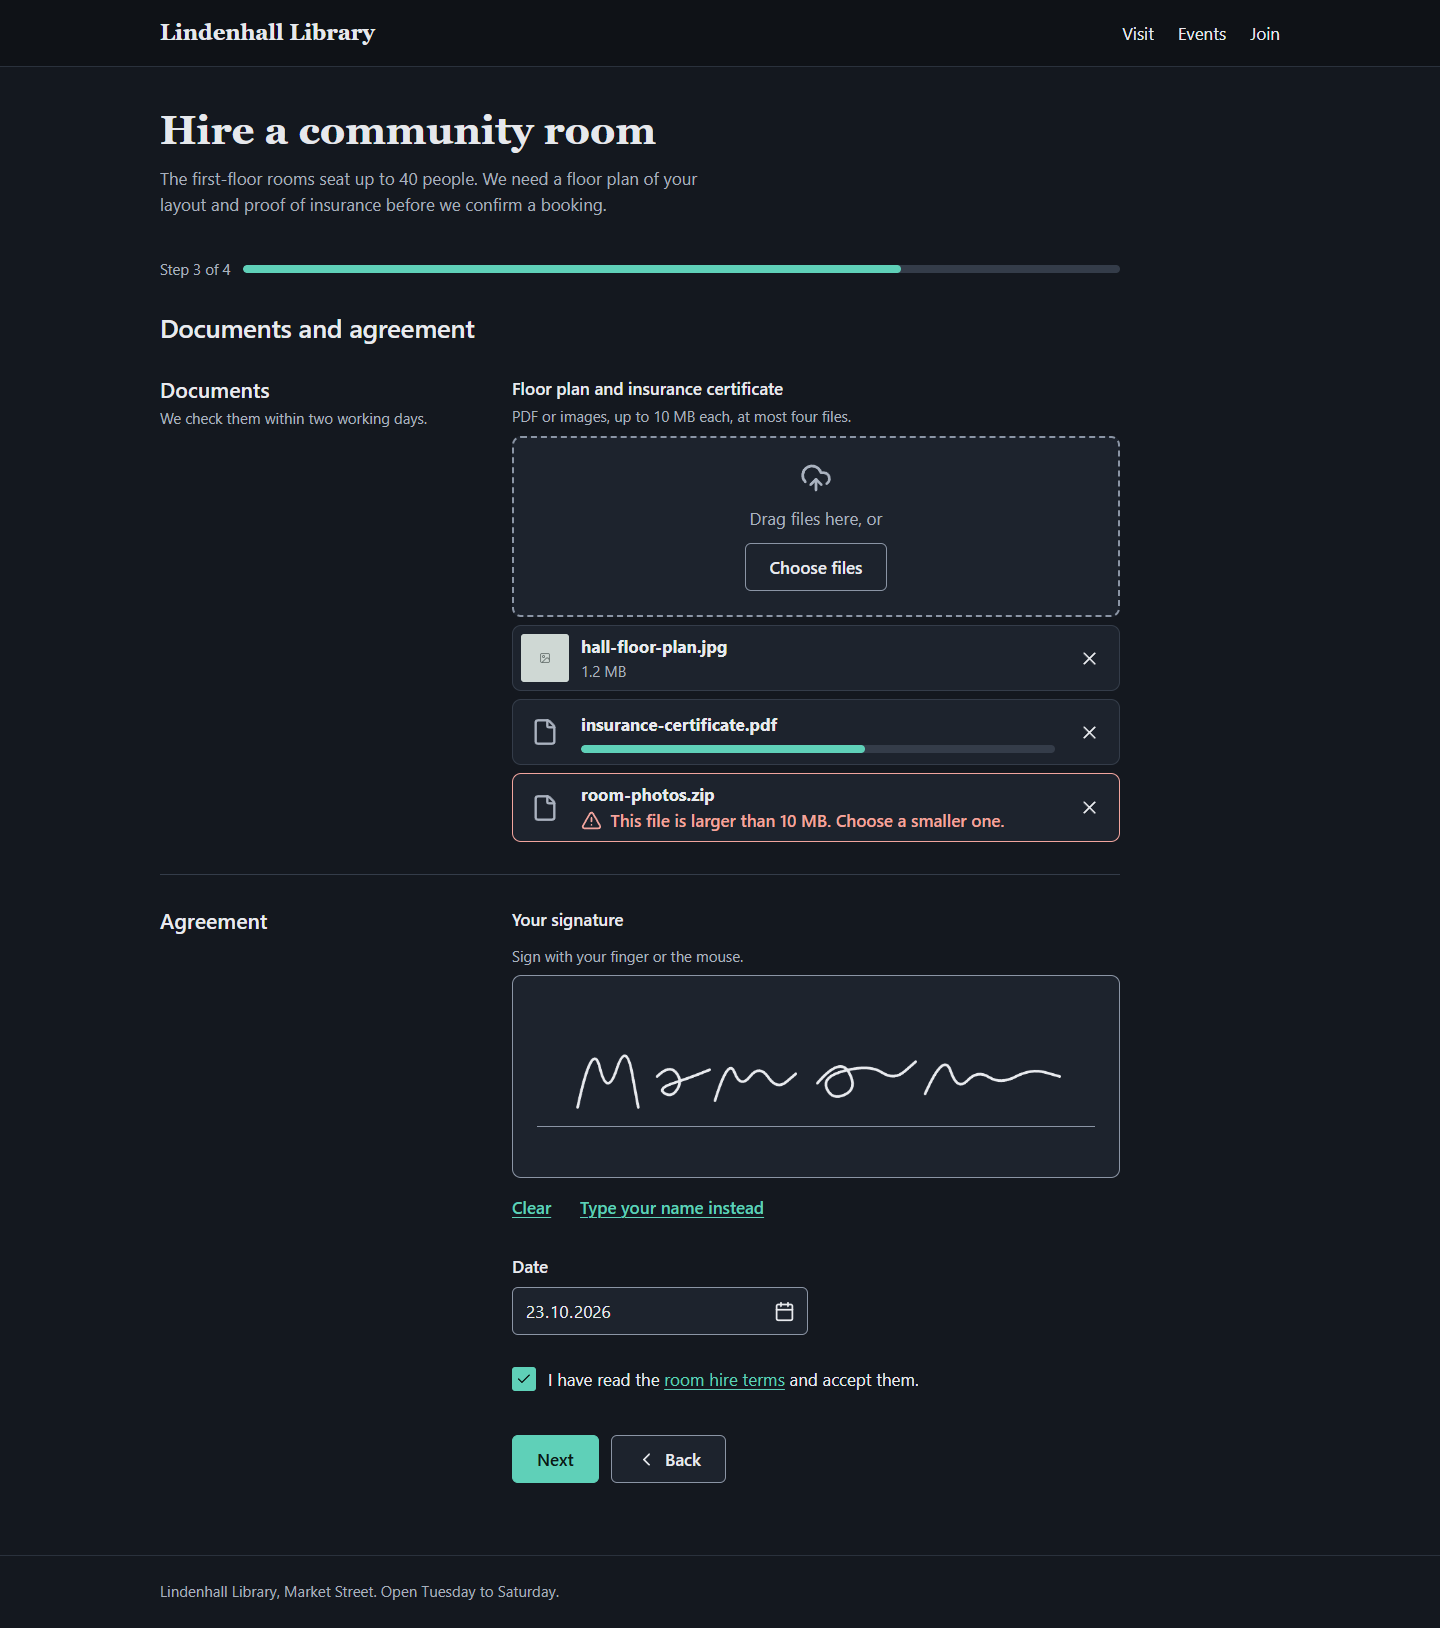 Lindenhall Library
Visit Events Join
Hire a community room
The first-floor rooms seat up to 40 people. We need a floor plan of your
layout and proof of insurance before we confirm a booking.
Step 3 of 4
Documents and agreement
Documents
We check them within two working days.
Floor plan and insurance certificate
PDF or images, up to 10 MB each, at most four files.
Drag files here, or
Choose files
hall-floor-plan.jpg
1.2 MB
insurance-certificate.pdf
room-photos.zip
This file is larger than 10 MB. Choose a smaller one.
Agreement
Your signature
Sign with your finger or the mouse.
Clear Type your name instead
Date
23.10.2026
I have read the room hire terms and accept them.
Next Back
Lindenhall Library, Market Street. Open Tuesday to Saturday.